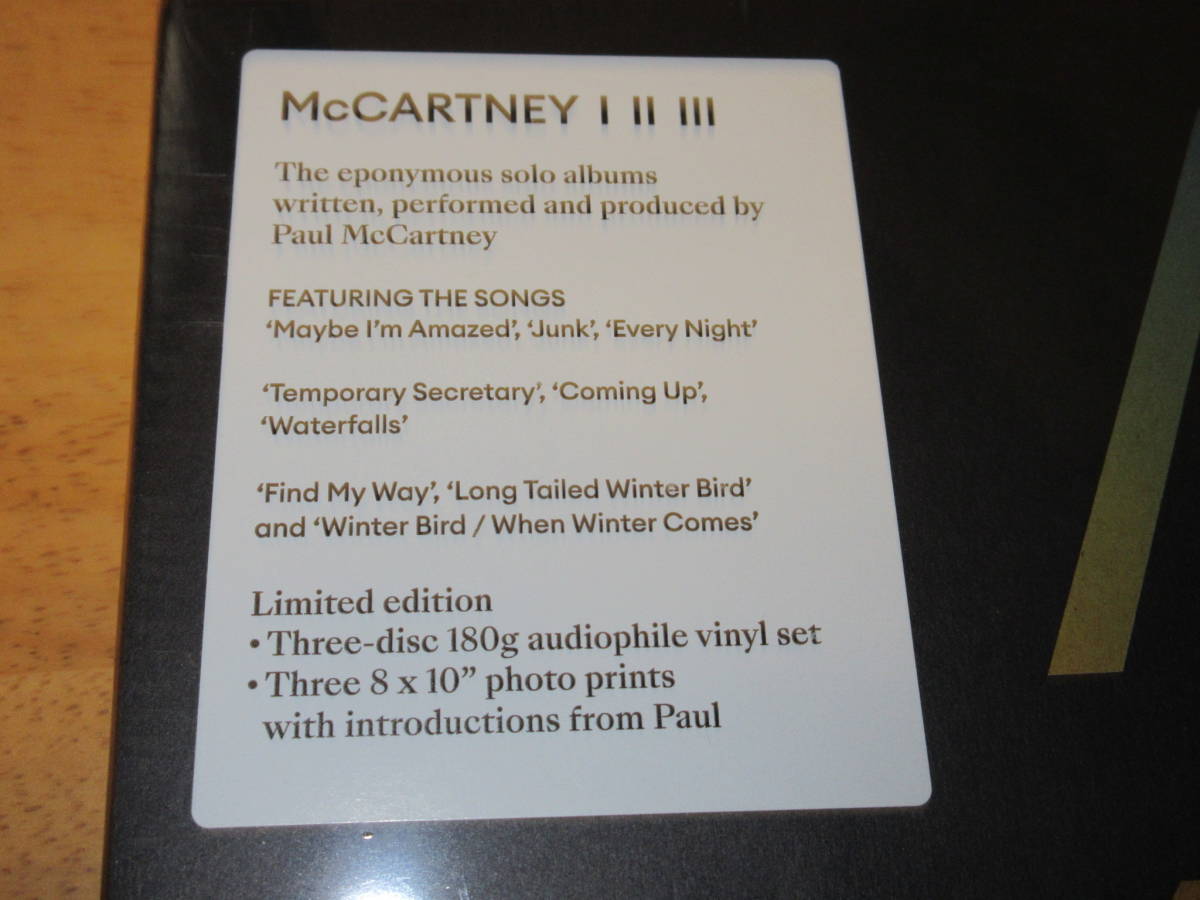 McCARTNEY I II III
The eponymous solo albums
written, performed and produced by
Paul McCartney
FEATURING THE SONGS
‘Maybe I’m Amazed’, ‘Junk’, ‘Every Night’
‘Temporary Secretary’, ‘Coming Up’,
‘Waterfalls’
‘Find My Way’, ‘Long Tailed Winter Bird’
and ‘Winter Bird / When Winter Comes’
Limited edition
• Three-disc 180g audiophile vinyl set
• Three 8 x 10” photo prints
with introductions from Paul